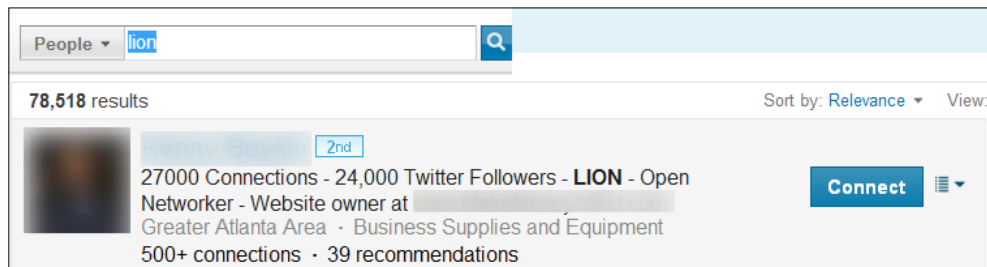 People
lion
78,518 results
Sort by: Relevance
View:
2nd
27000 Connections - 24,000 Twitter Followers - LION - Open
Networker - Website owner at
Connect
Greater Atlanta Area · Business Supplies and Equipment
500+ connections · 39 recommendations